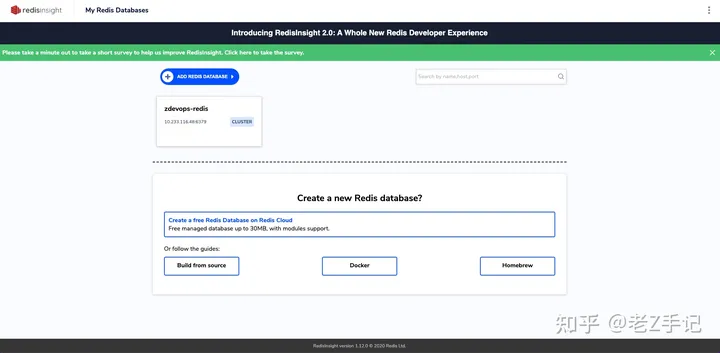 redisinsight
My Redis Databases
Introducing RedisInsight 2.0: A Whole New Redis Developer Experience
Please take a minute out to take a short survey to help us improve RedisInsight. Click here to take the survey.
ADD REDIS DATABASE
Search by name,host,port
zdevops-redis
10.233.116.48:6379
CLUSTER
Create a new Redis database?
Create a free Redis Database on Redis Cloud
Free managed database up to 30MB, with modules support.
Or follow the guides:
Build from source
Docker
Homebrew
知乎 @老Z手记
RedisInsight version 1.12.0 © 2020 Redis Ltd.